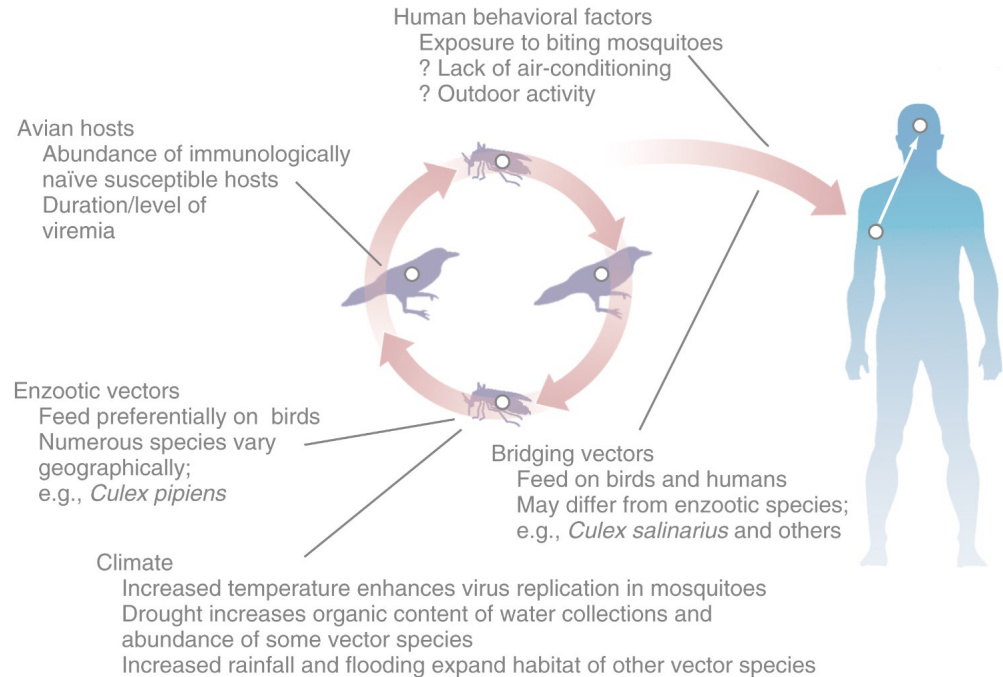 Human behavioral factors
Exposure to biting mosquitoes
? Lack of air-conditioning
? Outdoor activity
Avian hosts
Abundance of immunologically
naïve susceptible hosts
Duration/level of
viremia
Enzootic vectors
Feed preferentially on birds
Numerous species vary
geographically;
e.g., Culex pipiens
Bridging vectors
Feed on birds and humans
May differ from enzootic species;
e.g., Culex salinarius and others
Climate
Increased temperature enhances virus replication in mosquitoes
Drought increases organic content of water collections and
abundance of some vector species
Increased rainfall and flooding expand habitat of other vector species